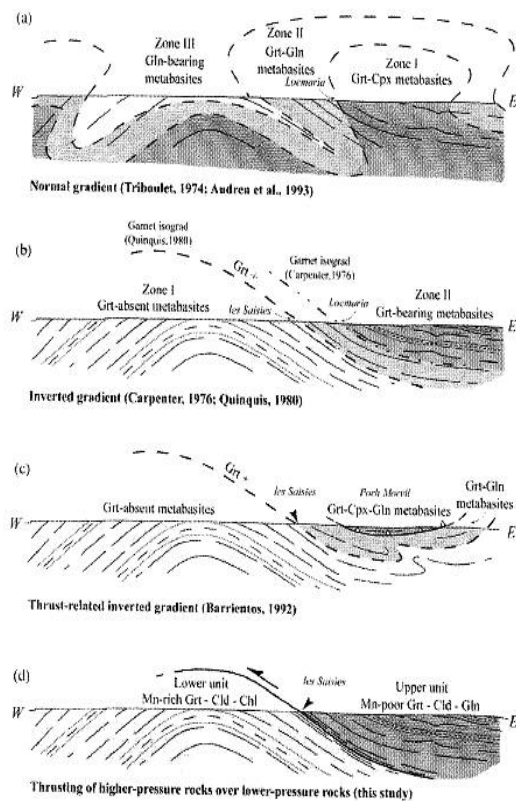 (a)
Zone III
Gln-bearing
metabasites
Zone II
Grt-Gln
metabasites
Locmaria
Zone I
Grt-Cpx metabasites
W
E
Normal gradient (Triboulet, 1974; Audren et al., 1993)
(b)
Garnet isograd
(Quinquis,1980)
Grt +
Garnet isograd
(Carpenter,1976)
Zone I
Grt-absent metabasites
les Saisies
Locmaria
Zone II
Grt-bearing metabasites
W
E
Inverted gradient (Carpenter, 1976; Quinquis, 1980)
(c)
Grt +
Grt-absent metabasites
les Saisies
Porh Morvil
Grt-Cpx-Gln metabasites
Grt-Gln
metabasites
W
E
Thrust-related inverted gradient (Barrientos, 1992)
(d)
Lower unit
Mn-rich Grt - Cld - Chl
les Saisies
Upper unit
Mn-poor Grt - Cld - Gln
W
E
Thrusting of higher-pressure rocks over lower-pressure rocks (this study)